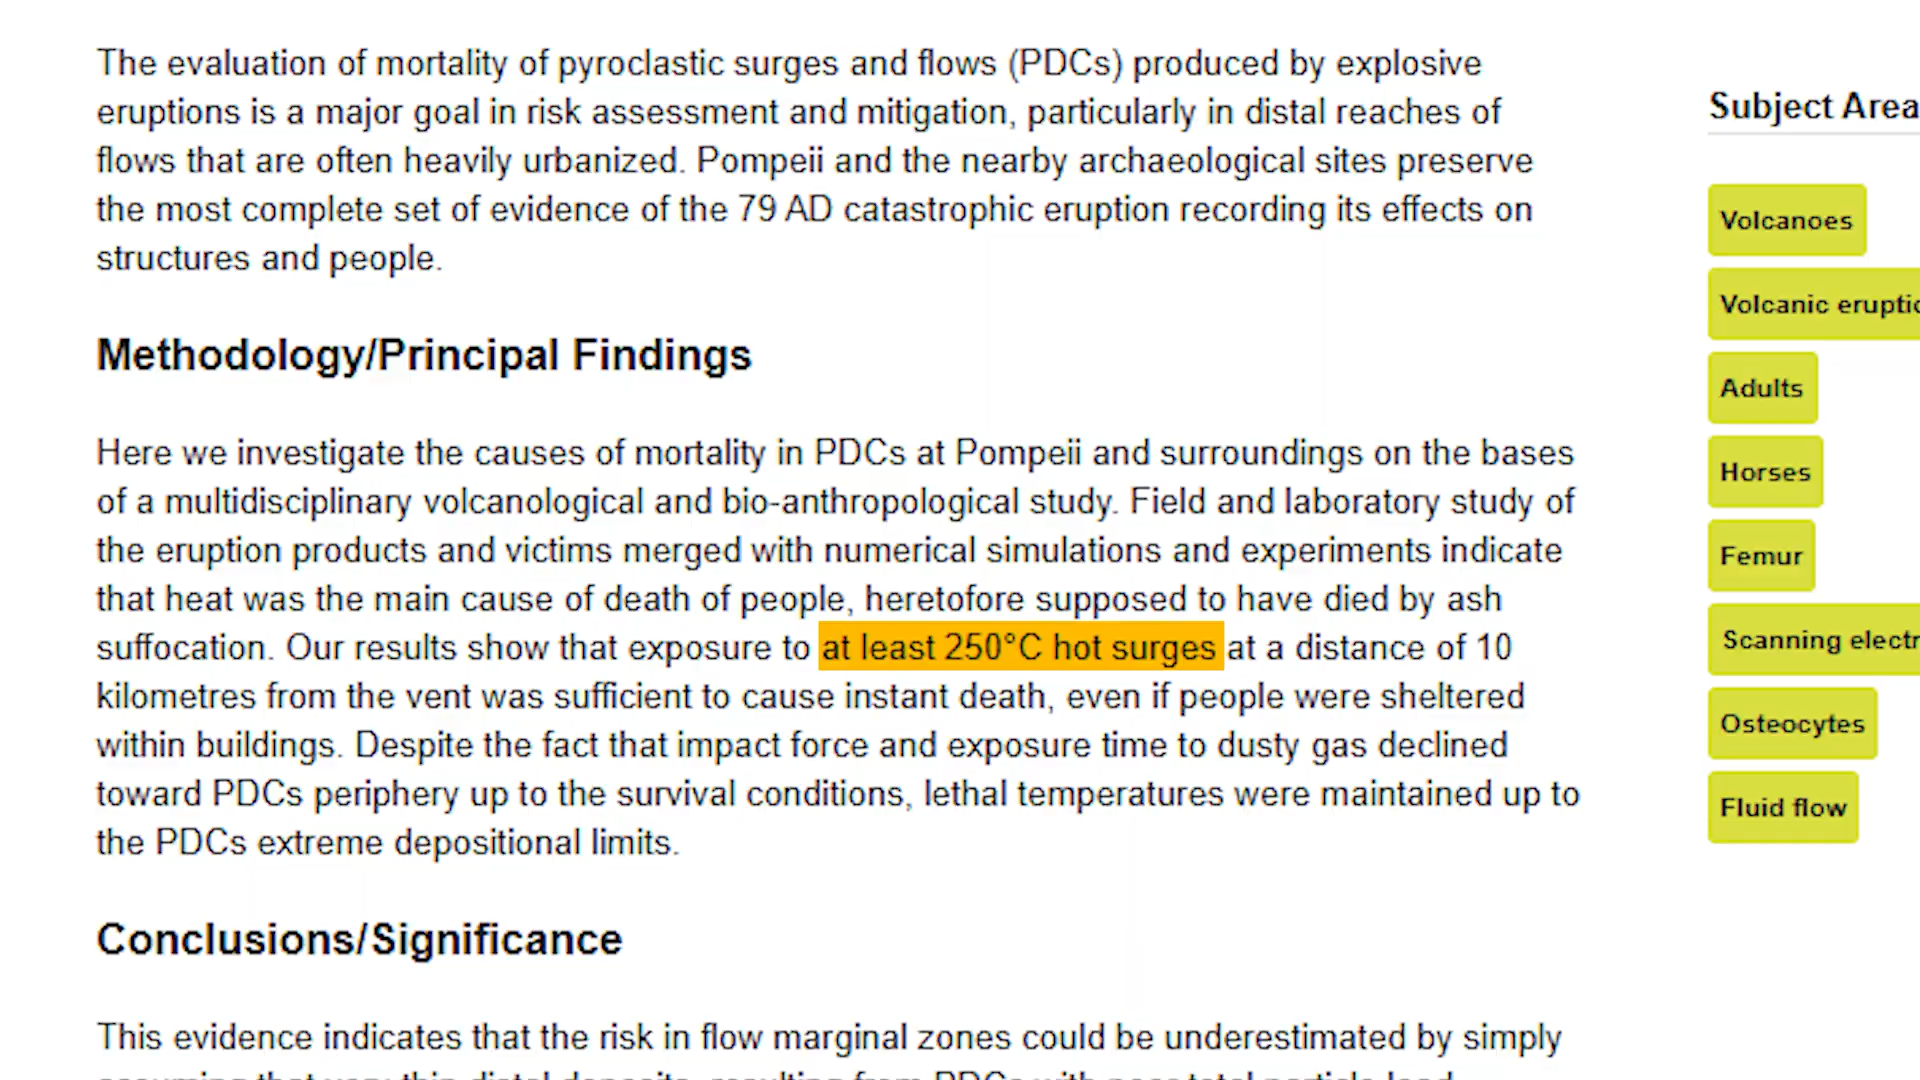 The evaluation of mortality of pyroclastic surges and flows (PDCs) produced by explosive
eruptions is a major goal in risk assessment and mitigation, particularly in distal reaches of
flows that are often heavily urbanized. Pompeii and the nearby archaeological sites preserve
the most complete set of evidence of the 79 AD catastrophic eruption recording its effects on
structures and people.
Methodology/Principal Findings
Here we investigate the causes of mortality in PDCs at Pompeii and surroundings on the bases
of a multidisciplinary volcanological and bio-anthropological study. Field and laboratory study of
the eruption products and victims merged with numerical simulations and experiments indicate
that heat was the main cause of death of people, heretofore supposed to have died by ash
suffocation. Our results show that exposure to at least 250°C hot surges at a distance of 10
kilometres from the vent was sufficient to cause instant death, even if people were sheltered
within buildings. Despite the fact that impact force and exposure time to dusty gas declined
toward PDCs periphery up to the survival conditions, lethal temperatures were maintained up to
the PDCs extreme depositional limits.
Conclusions/Significance
This evidence indicates that the risk in flow marginal zones could be underestimated by simply
Subject Area
Volcanoes
Volcanic eruptio
Adults
Horses
Femur
Scanning electr
Osteocytes
Fluid flow